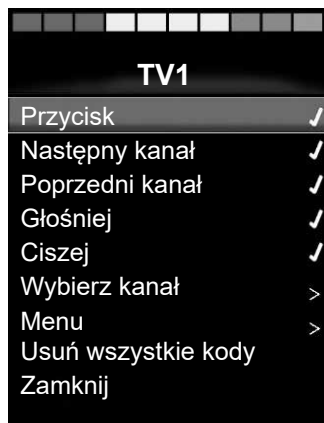 TV1
Przycisk
Następny kanał
Poprzedni kanał
Głośniej
Ciszej
Wybierz kanał >
Menu >
Usuń wszystkie kody
Zamknij